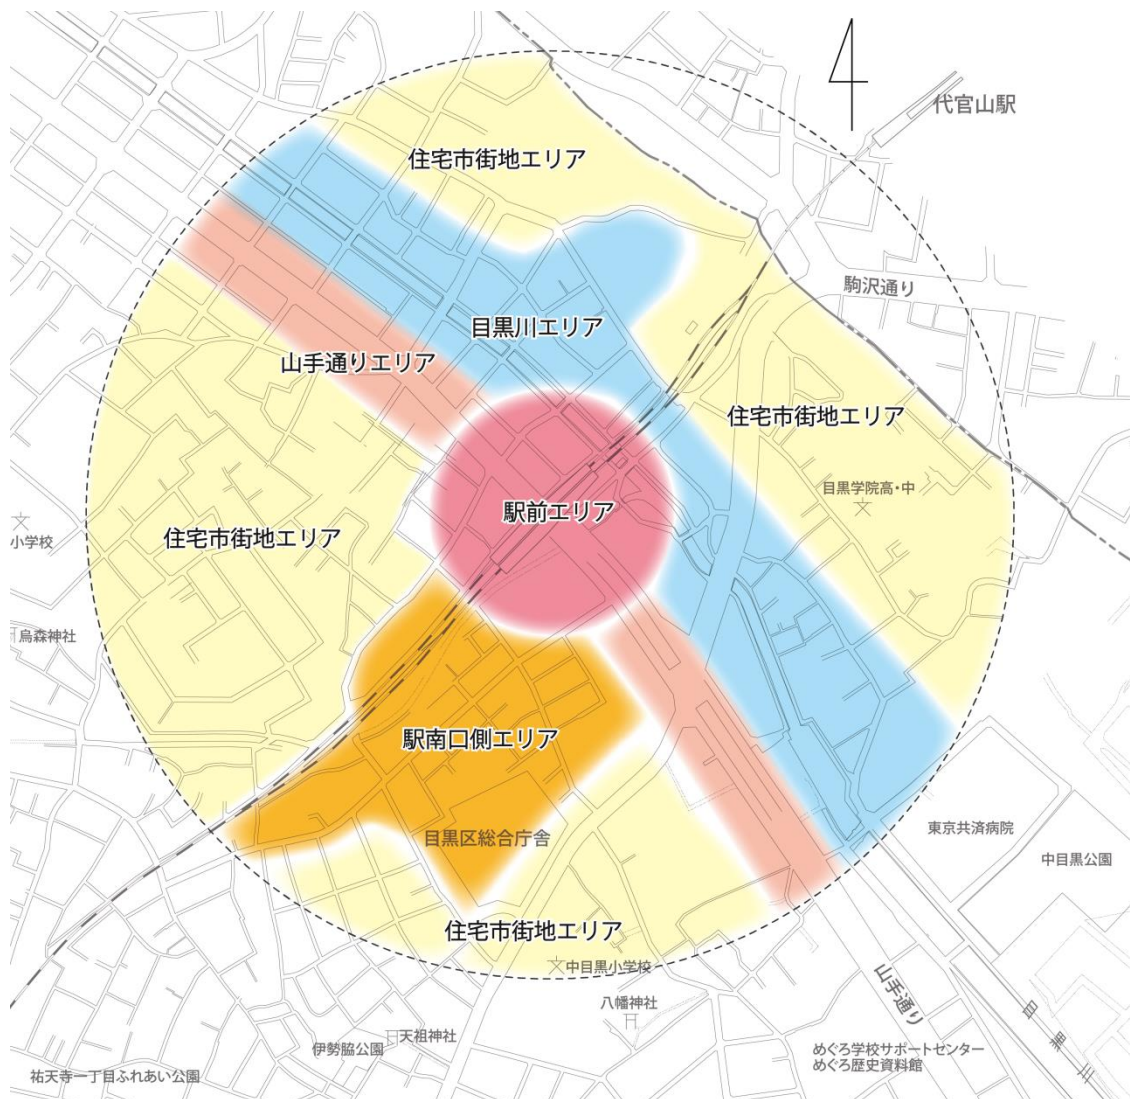 代官山駅
住宅市街地エリア
駒沢通り
目黒川エリア
山手通りエリア
住宅市街地エリア
目黒学院高・中
駅前エリア
住宅市街地エリア
小学校
烏森神社
駅南口側エリア
目黒区総合庁舎
東京共済病院
中目黒公園
住宅市街地エリア
中目黒小学校
山手通り
八幡神社
目黒川
天祖神社
伊勢脇公園
めぐろ学校サポートセンター
めぐろ歴史資料館
祐天寺一丁目ふれあい公園